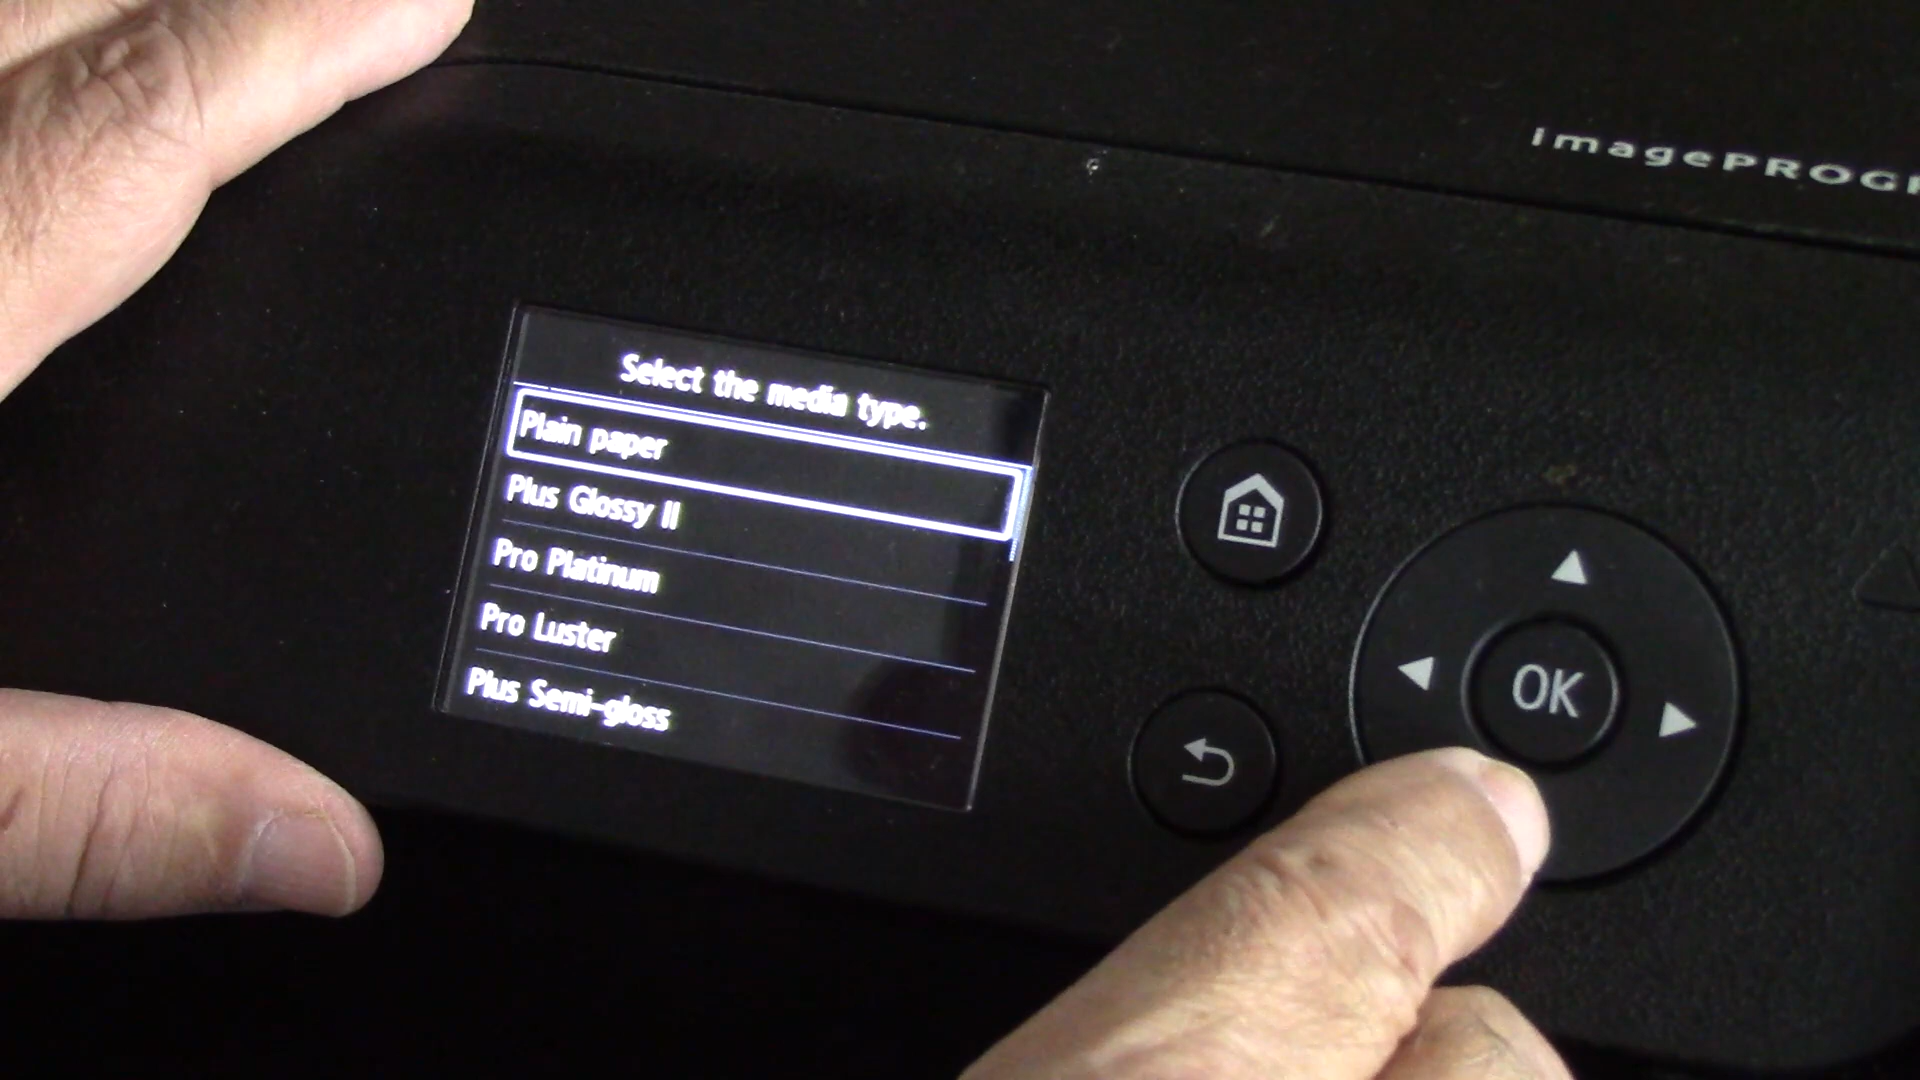 imagePROGR
Select the media type.
Plain paper
Plus Glossy II
Pro Platinum
Pro Luster
Plus Semi-gloss
OK